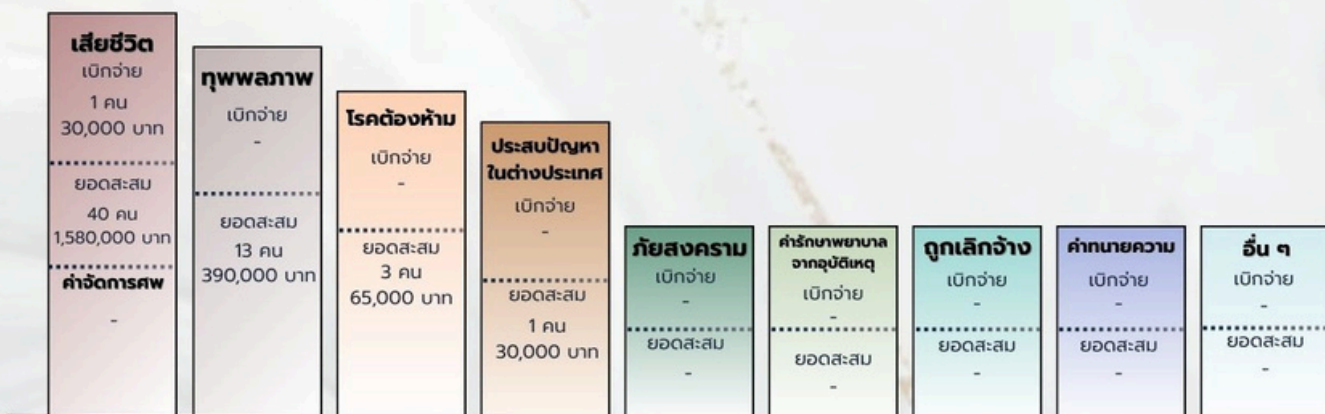 เสียชีวิต
เบิกจ่าย
1 คน
30,000 บาท
ยอดสะสม
40 คน
1,580,000 บาท
ค่าจัดการศพ
-
ทุพพลภาพ
เบิกจ่าย
-
ยอดสะสม
13 คน
390,000 บาท
โรคต้องห้าม
เบิกจ่าย
-
ยอดสะสม
3 คน
65,000 บาท
ประสบปัญหา
ในต่างประเทศ
เบิกจ่าย
-
ยอดสะสม
1 คน
30,000 บาท
ภัยสงคราม
เบิกจ่าย
-
ยอดสะสม
-
ค่ารักษาพยาบาล
จากอุบัติเหตุ
เบิกจ่าย
-
ยอดสะสม
-
ถูกเลิกจ้าง
เบิกจ่าย
-
ยอดสะสม
-
ค่าทนายความ
เบิกจ่าย
-
ยอดสะสม
-
อื่น ๆ
เบิกจ่าย
-
ยอดสะสม
-